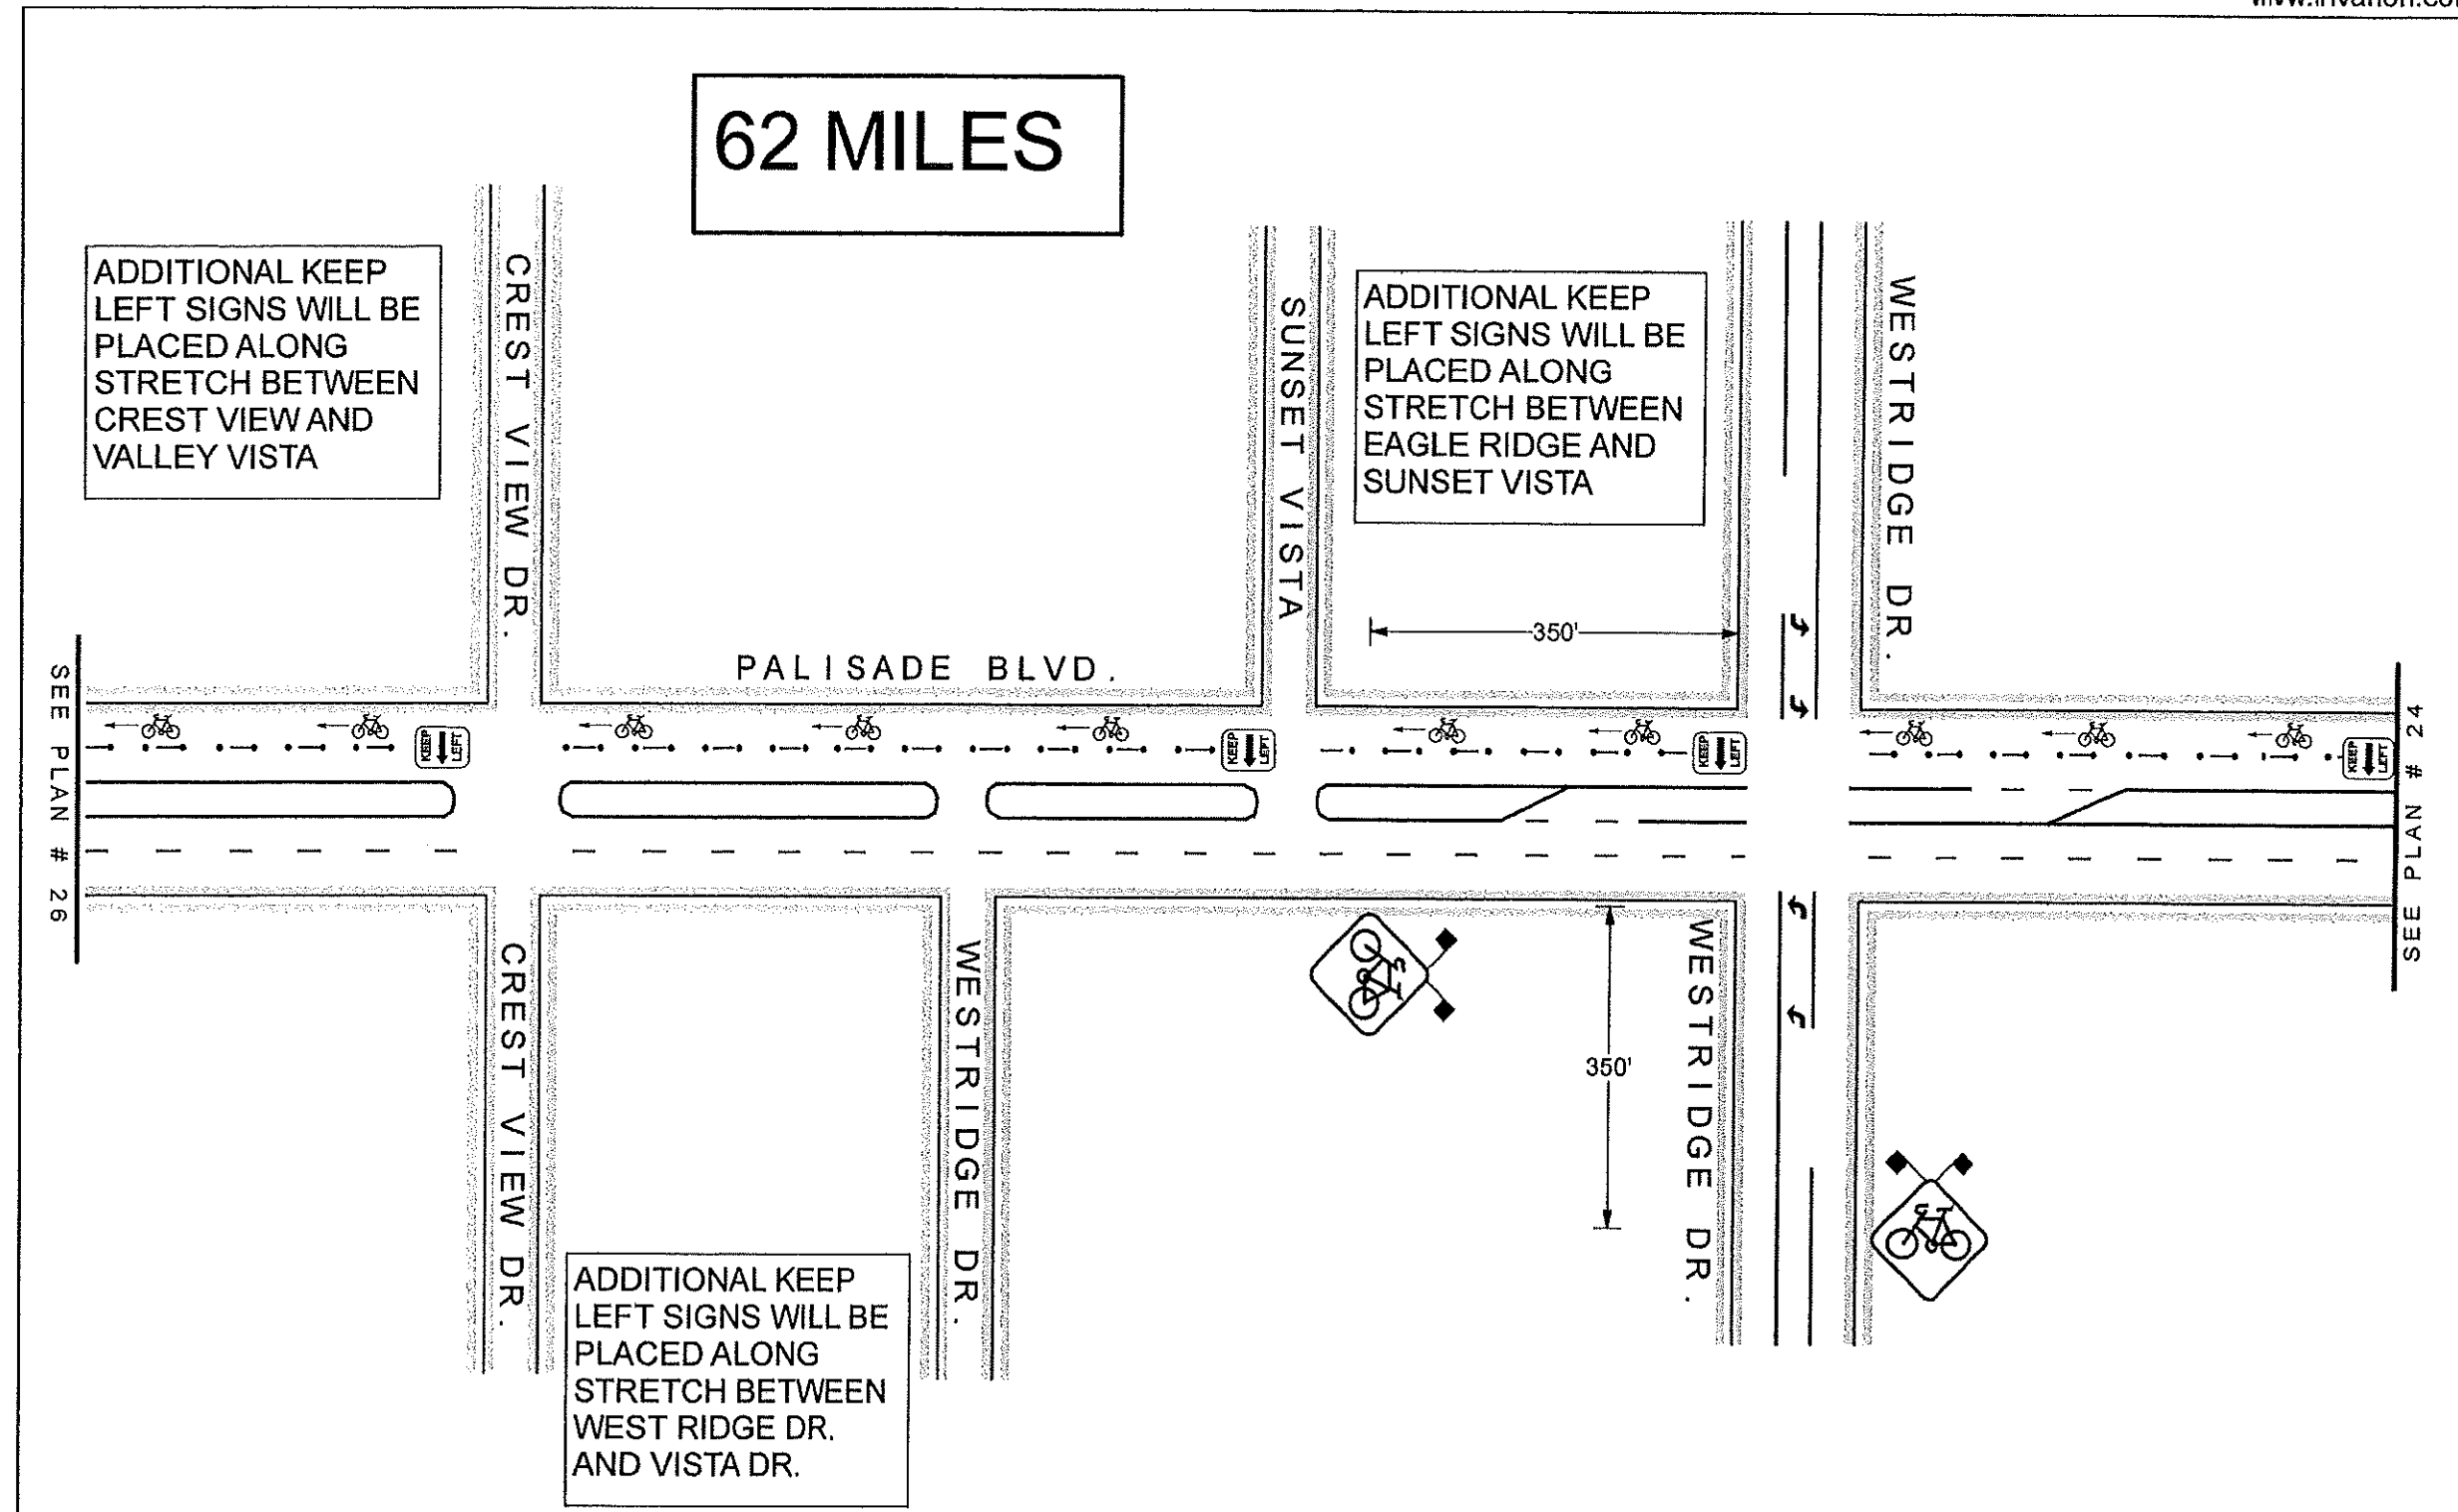 62 MILES
ADDITIONAL KEEP
LEFT SIGNS WILL BE
PLACED ALONG
STRETCH BETWEEN
CREST VIEW AND
VALLEY VISTA
CREST VIEW DR.
SUNSET VISTA
ADDITIONAL KEEP
LEFT SIGNS WILL BE
PLACED ALONG
STRETCH BETWEEN
EAGLE RIDGE AND
SUNSET VISTA
WESTRIDGE DR.
350'
PALISADE BLVD.
SEE PLAN # 26
KEEP
LEFT
KEEP
LEFT
KEEP
LEFT
KEEP
LEFT
SEE PLAN # 24
CREST VIEW DR.
WESTRIDGE DR.
350'
WESTRIDGE DR.
ADDITIONAL KEEP
LEFT SIGNS WILL BE
PLACED ALONG
STRETCH BETWEEN
WEST RIDGE DR.
AND VISTA DR.